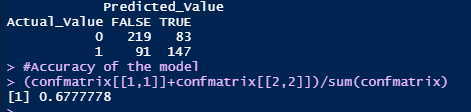 Predicted_Value
Actual_Value FALSE TRUE
0 219 83
1 91 147
> #Accuracy of the model
> (confmatrix[[1,1]]+confmatrix[[2,2]])/sum(confmatrix)
[1] 0.6777778
>